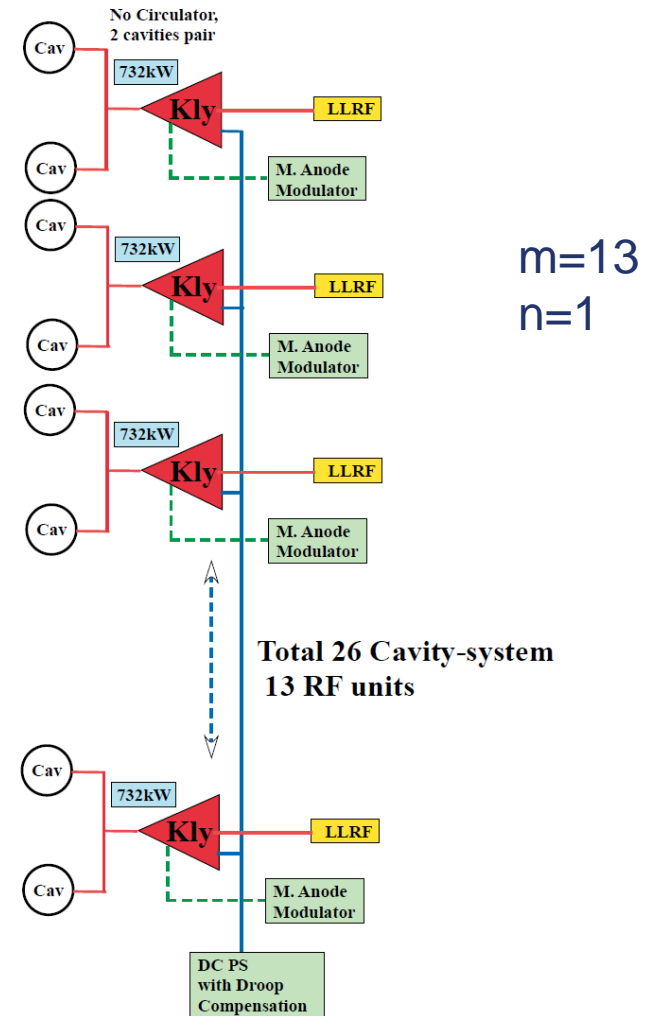 No Circulator,
2 cavities pair
Cav
732kW
Kly
LLRF
Cav
M. Anode
Modulator
Cav
732kW
Kly
LLRF
Cav
M. Anode
Modulator
m=13
n=1
Cav
732kW
Kly
LLRF
Cav
M. Anode
Modulator
Total 26 Cavity-system
13 RF units
Cav
732kW
Kly
LLRF
Cav
M. Anode
Modulator
DC PS
with Droop
Compensation